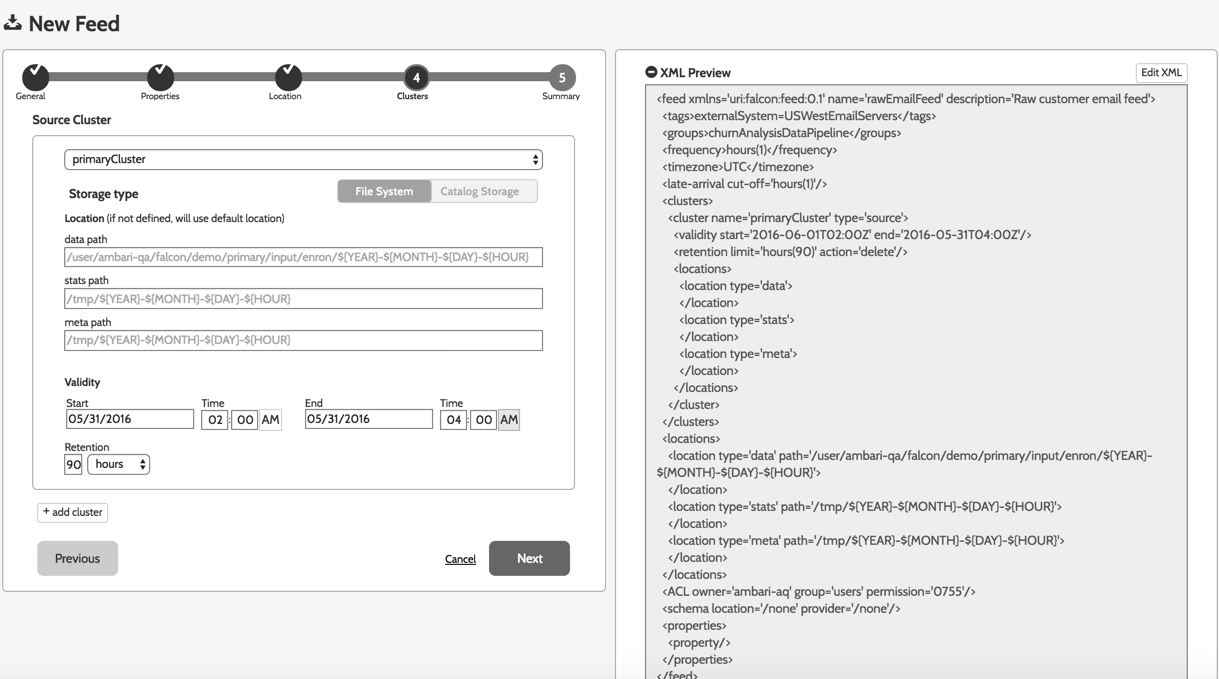 New Feed
4
5
General
Properties
Location
Clusters
Summary
Source Cluster
primaryCluster
Storage type
File System
Catalog Storage
Location (if not defined, will use default location)
data path
/user/ambari-qa/falcon/demo/primary/input/enron/${YEAR}-${MONTH}-${DAY}-${HOUR}
stats path
/tmp/${YEAR}-${MONTH}-${DAY}-${HOUR}
meta path
/tmp/${YEAR}-${MONTH}-${DAY}-${HOUR}
Validity
Start Time End Time
05/31/2016 02 : 00 AM 05/31/2016 04 : 00 AM
Retention
90 hours
+ add cluster
Previous
Cancel
Next
XML Preview
Edit XML
<feed xmlns='uri:falcon:feed:0.1' name='rawEmailFeed' description='Raw customer email feed'>
<tags>externalSystem=USWestEmailServers</tags>
<groups>churnAnalysisDataPipeline</groups>
<frequency>hours(1)</frequency>
<timezone>UTC</timezone>
<late-arrival cut-off='hours(1)'/>
<clusters>
<cluster name='primaryCluster' type='source'>
<validity start='2016-06-01T02:00Z' end='2016-05-31T04:00Z'/>
<retention limit='hours(90)' action='delete'/>
<locations>
<location type='data'>
</location>
<location type='stats'>
</location>
<location type='meta'>
</location>
</locations>
</cluster>
</clusters>
<locations>
<location type='data' path='/user/ambari-qa/falcon/demo/primary/input/enron/${YEAR}-
${MONTH}-${DAY}-${HOUR}'>
</location>
<location type='stats' path='/tmp/${YEAR}-${MONTH}-${DAY}-${HOUR}'>
</location>
<location type='meta' path='/tmp/${YEAR}-${MONTH}-${DAY}-${HOUR}'>
</location>
</locations>
<ACL owner='ambari-aq' group='users' permission='0755'/>
<schema location='/none' provider='/none'/>
<properties>
<property/>
</properties>
</feed>